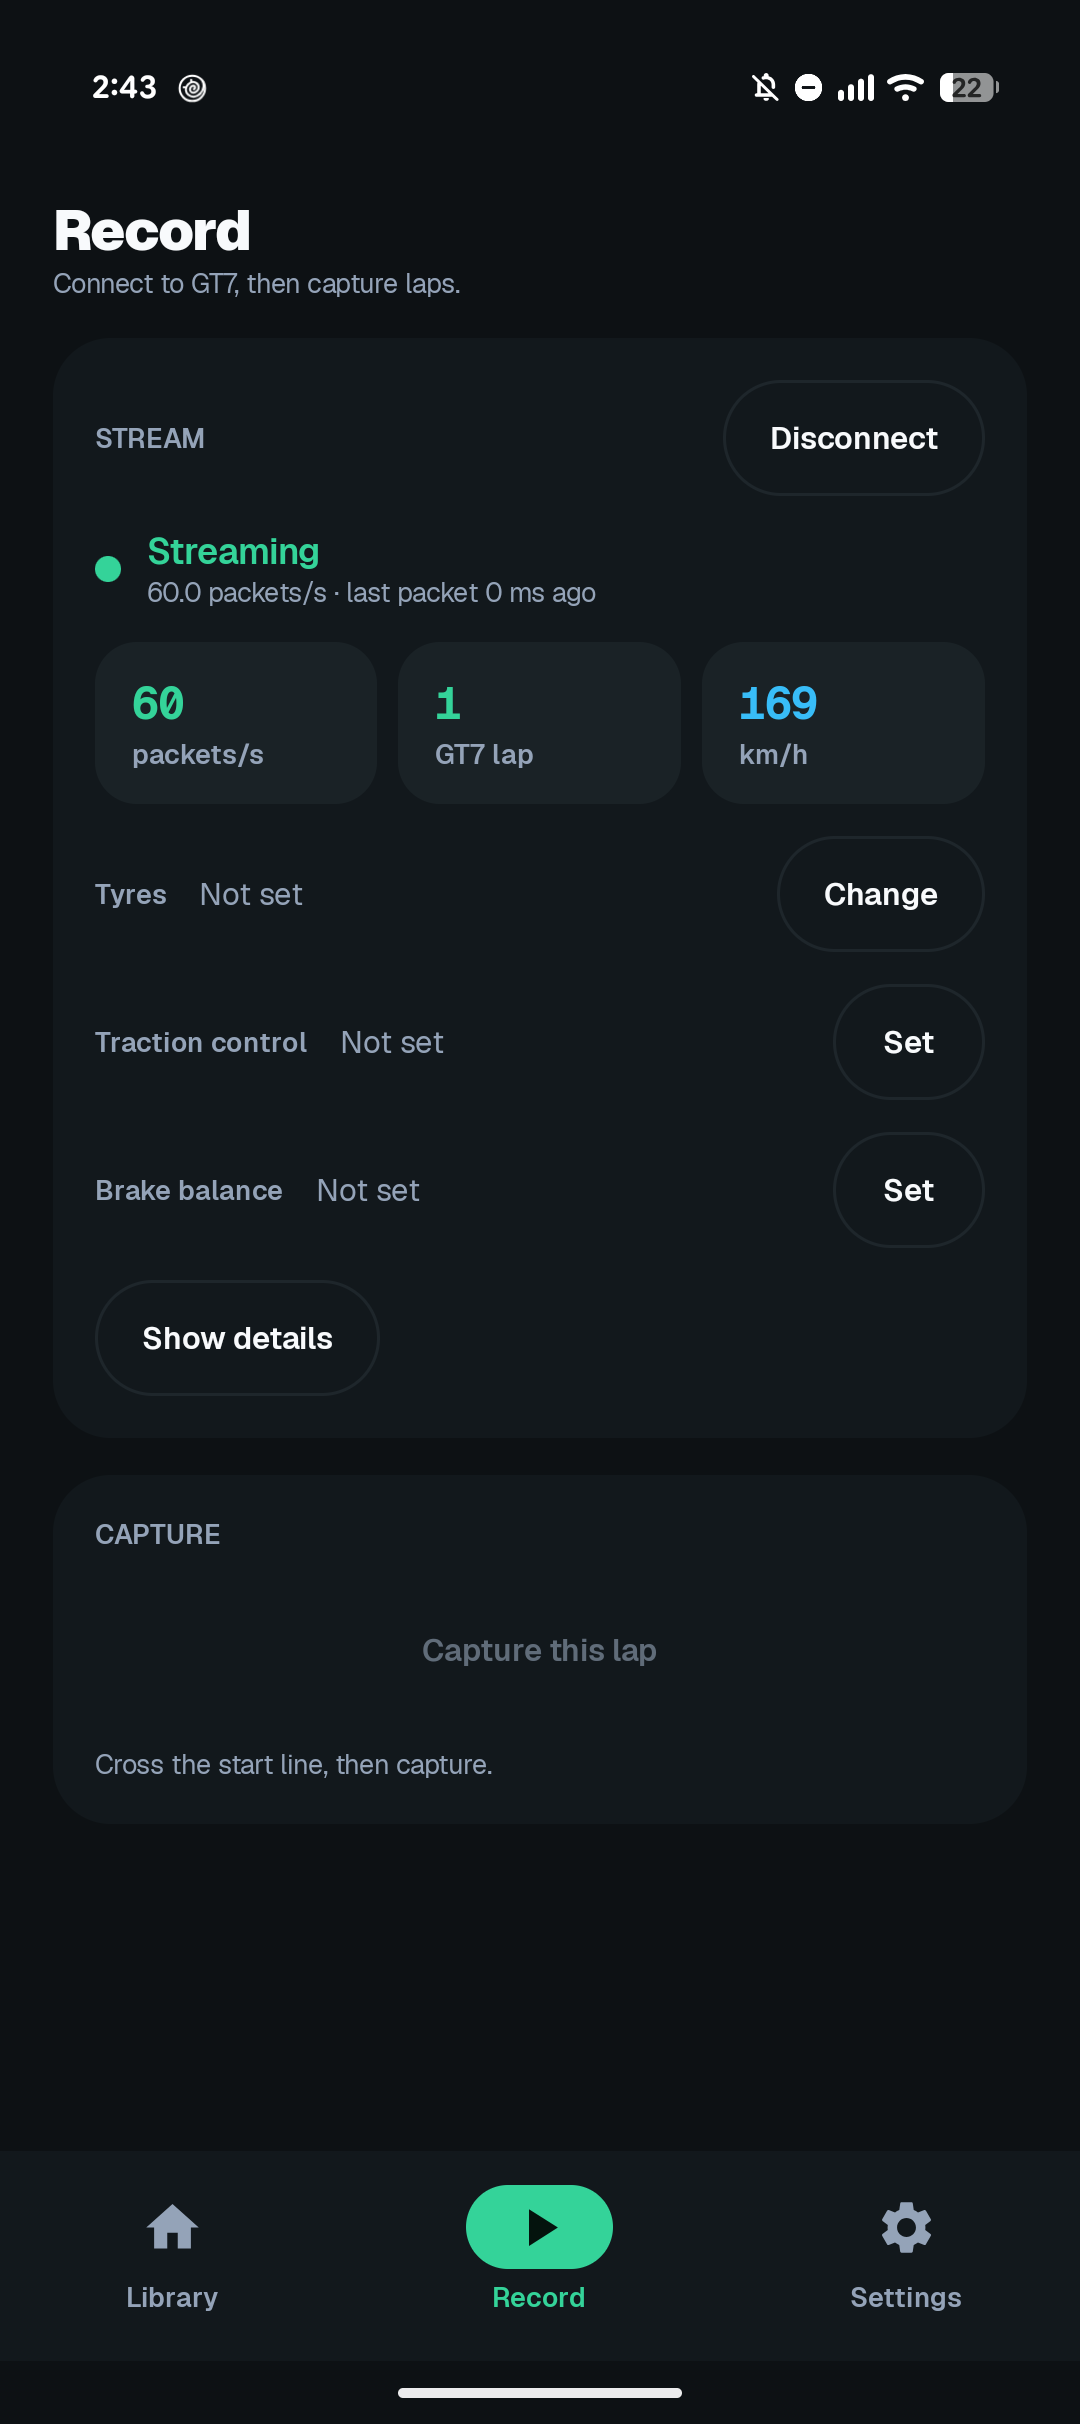 2:43
22
Record
Connect to GT7, then capture laps.
STREAM
Disconnect
Streaming
60.0 packets/s · last packet 0 ms ago
60
packets/s
1
GT7 lap
169
km/h
Tyres Not set
Change
Traction control Not set
Set
Brake balance Not set
Set
Show details
CAPTURE
Capture this lap
Cross the start line, then capture.
Library
Record
Settings